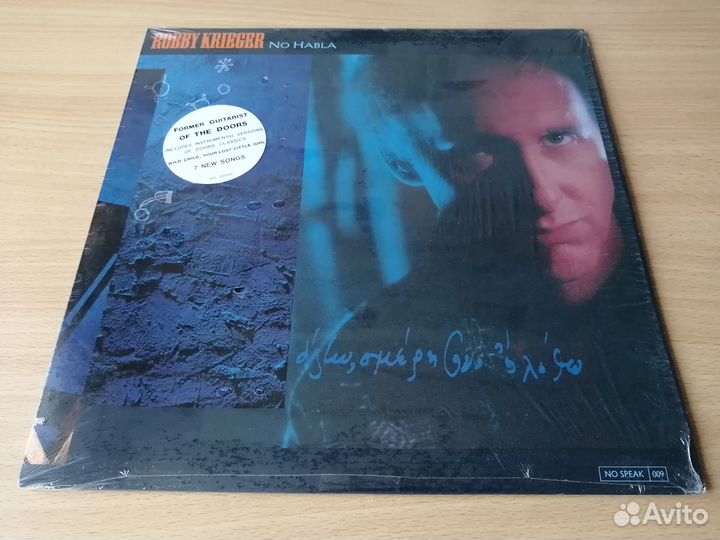 ROBBY KRIEGER NO HABLA
FORMER GUITARIST
OF THE DOORS
INCLUDES INSTRUMENTAL VERSIONS
OF DOORS CLASSICS
WILD CHILD, YOUR LOST LITTLE GIRL
7 NEW SONGS
NO SPEAK 009
Avito